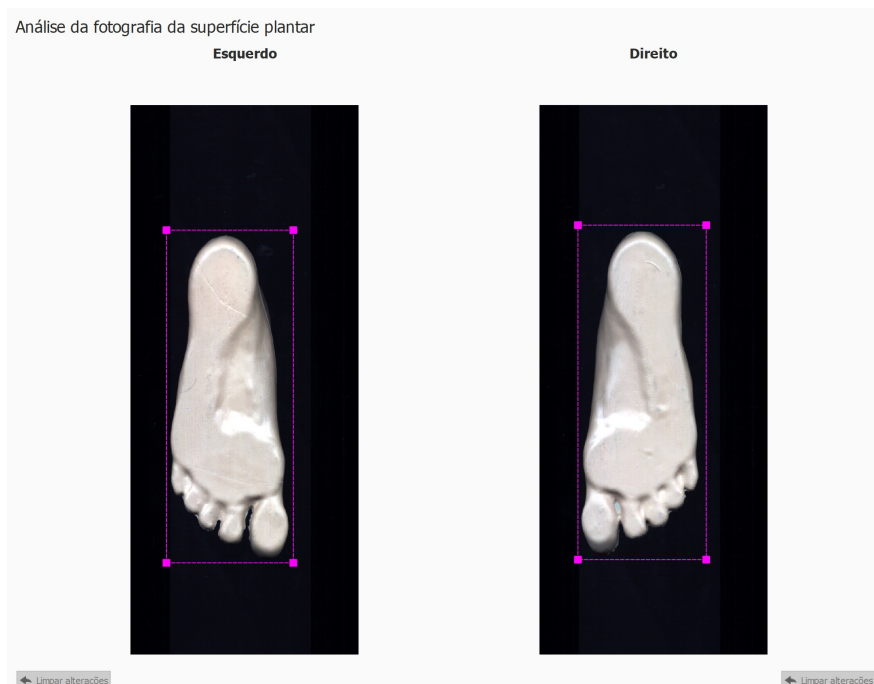 Análise da fotografia da superfície plantar
Esquerdo
Direito
Limpar alterações
Limpar alterações